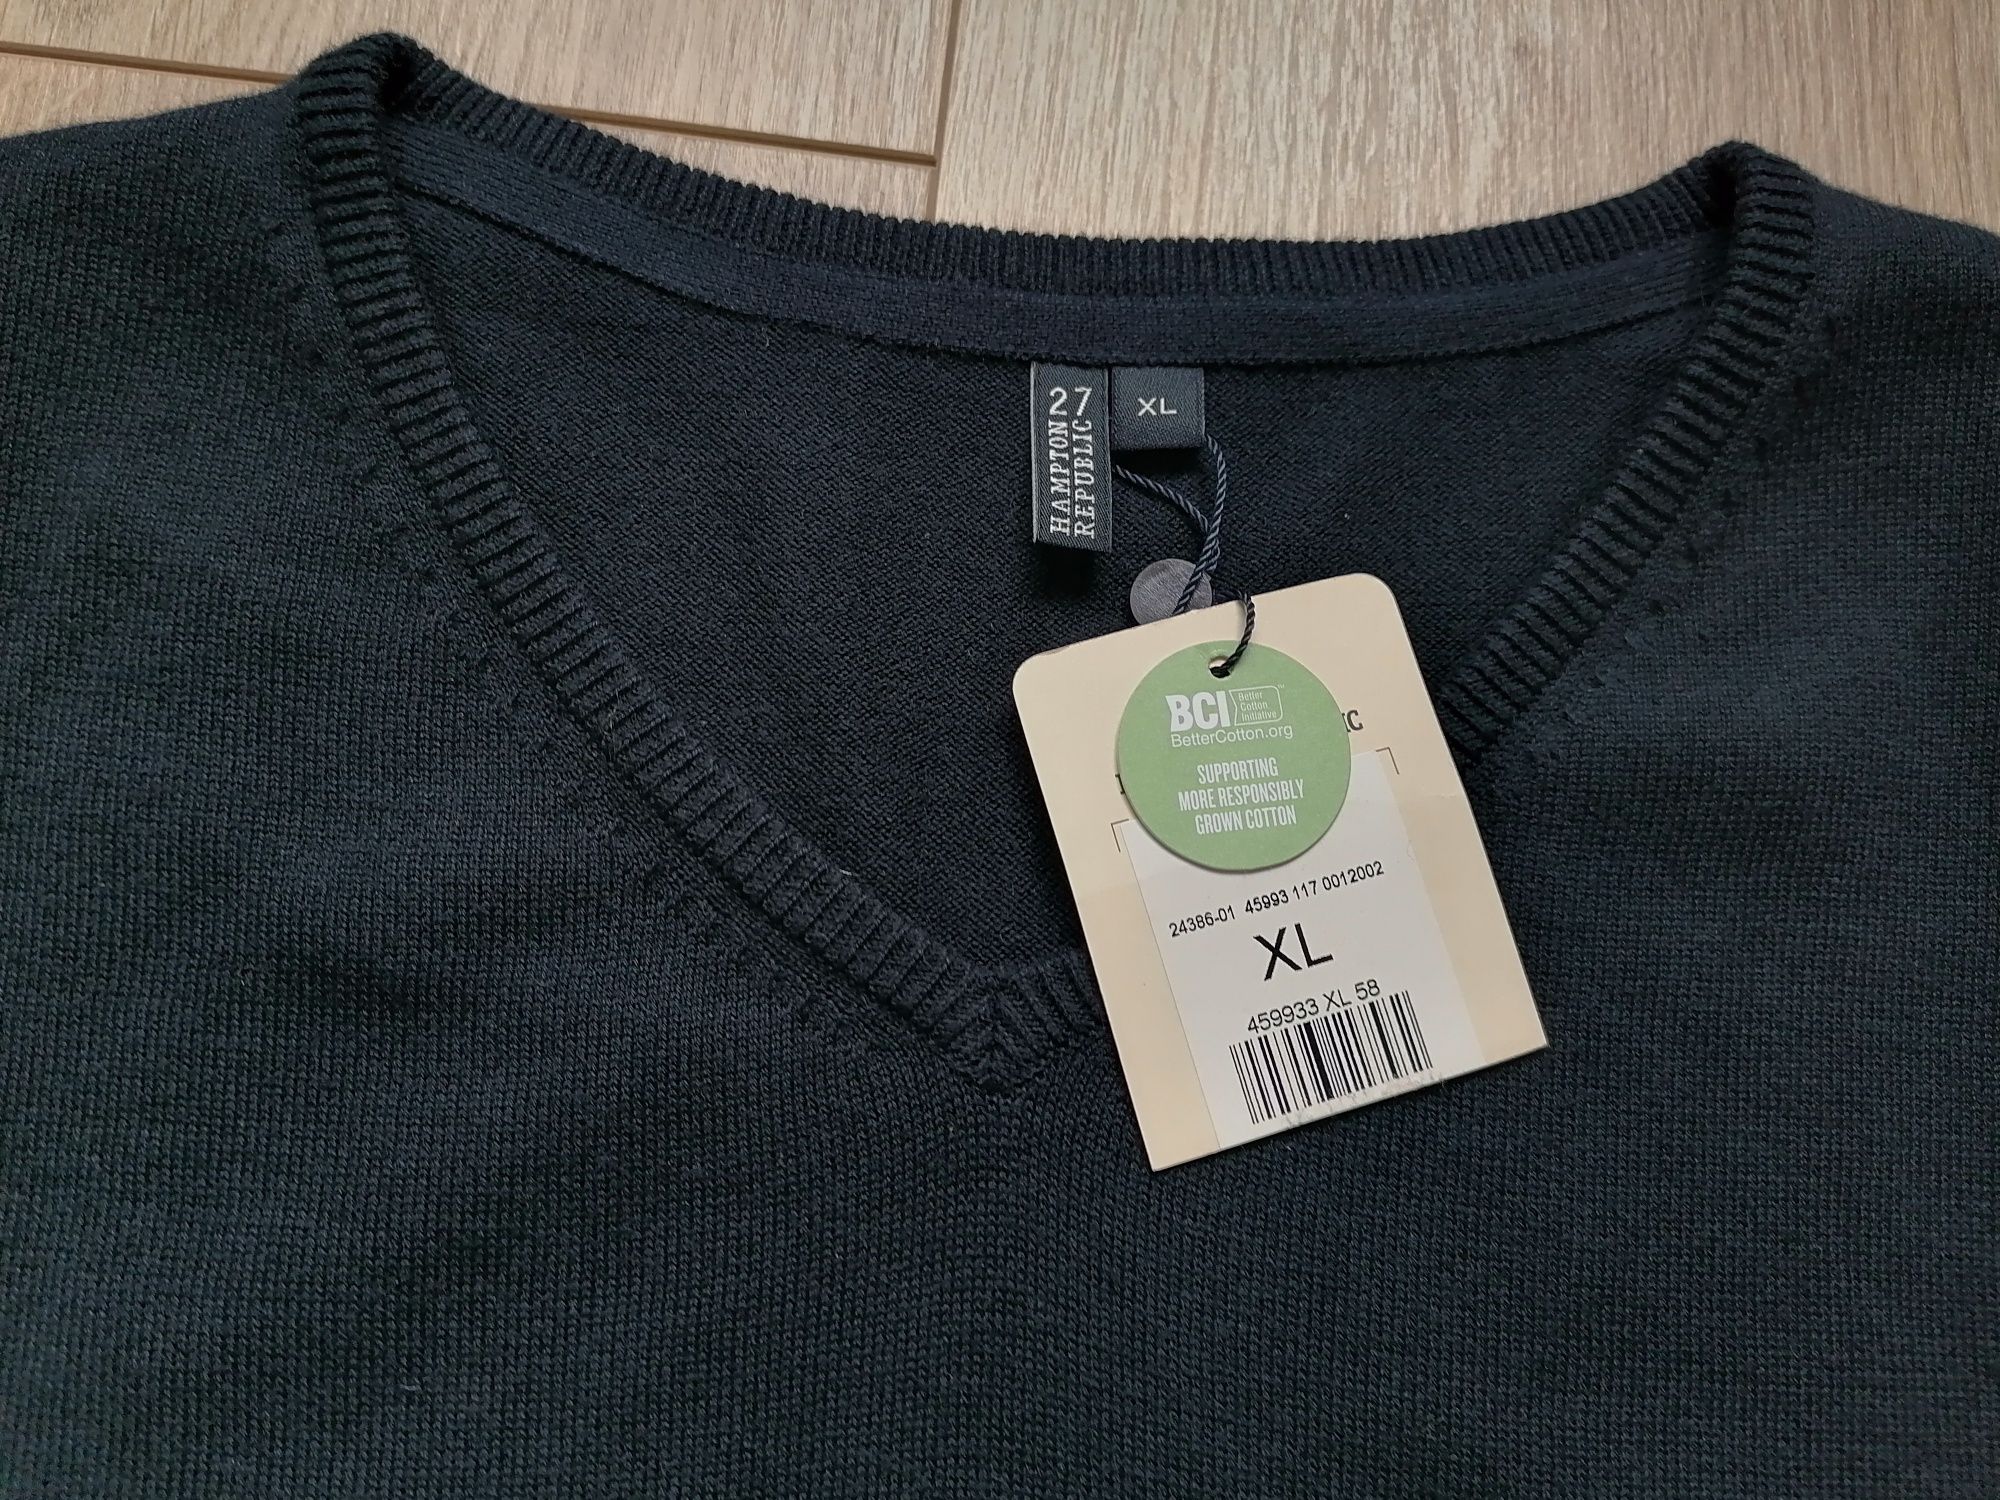 27
HAMPTON
REPUBLIC
XL
BCI
Better
Cotton
Initiative
™
BetterCotton.org
SUPPORTING
MORE RESPONSIBLY
GROWN COTTON
24386-01 45993 117 0012002
XL
459933 XL 58